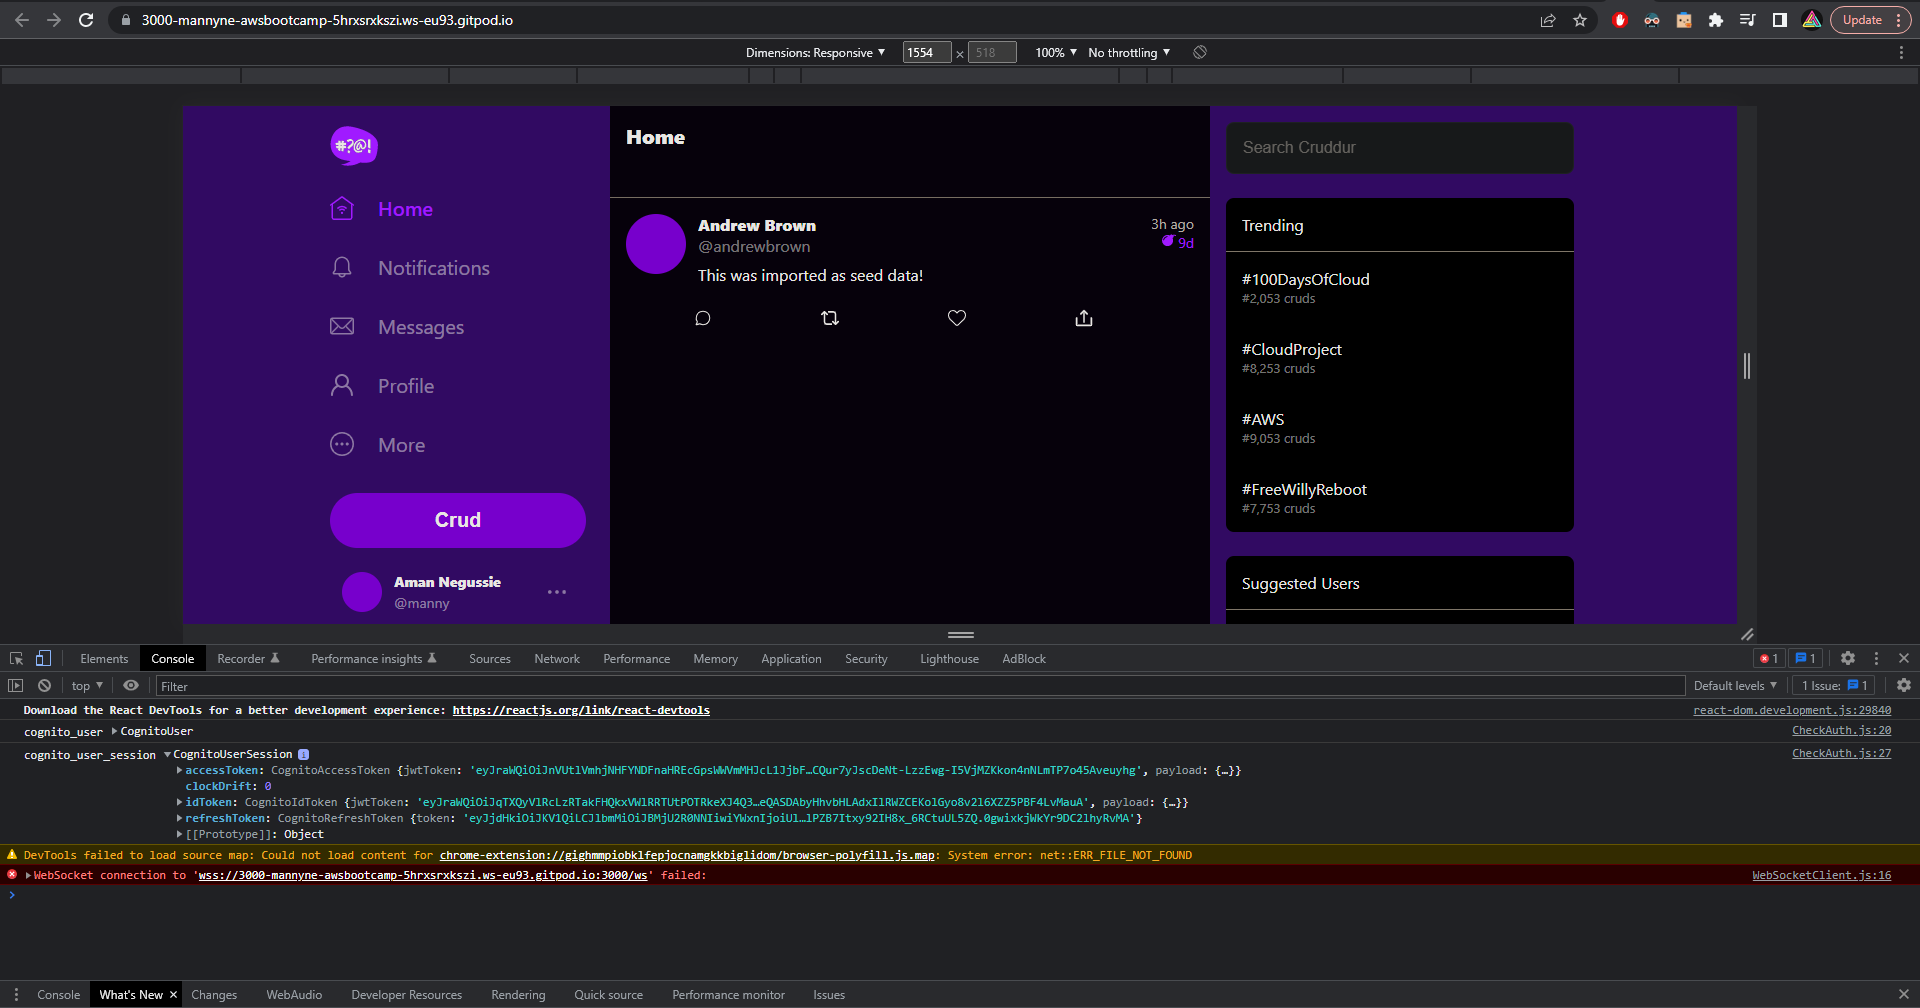 3000-mannyne-awsbootcamp-5hrxsrxkszi.ws-eu93.gitpod.io
Update
Dimensions: Responsive 1554 × 518 100% No throttling
#?@!
Home
Notifications
Messages
Profile
More
Crud
Aman Negussie
@manny
Home
Andrew Brown
3h ago
@andrewbrown
9d
This was imported as seed data!
Search Cruddur
Trending
#100DaysOfCloud
#2,053 cruds
#CloudProject
#8,253 cruds
#AWS
#9,053 cruds
#FreeWillyReboot
#7,753 cruds
Suggested Users
Elements Console Recorder Performance insights Sources Network Performance Memory Application Security Lighthouse AdBlock 1 1
top Filter Default levels 1 Issue: 1
Download the React DevTools for a better development experience: https://reactjs.org/link/react-devtools react-dom.development.js:29840
cognito_user CognitoUser CheckAuth.js:20
cognito_user_session CognitoUserSession i CheckAuth.js:27
accessToken: CognitoAccessToken {jwtToken: payload: {…}}
clockDrift: 0
idToken: CognitoIdToken {jwtToken: payload: {…}}
refreshToken: CognitoRefreshToken {token:
[[Prototype]]: Object
DevTools failed to load source map: Could not load content for chrome-extension://gighmmpiobklfepjocnamgkkbiglidom/browser-polyfill.js.map: System error: net::ERR_FILE_NOT_FOUND
WebSocket connection to 'wss://3000-mannyne-awsbootcamp-5hrxsrxkszi.ws-eu93.gitpod.io:3000/ws' failed: WebSocketClient.js:16
Console What's New Changes WebAudio Developer Resources Rendering Quick source Performance monitor Issues